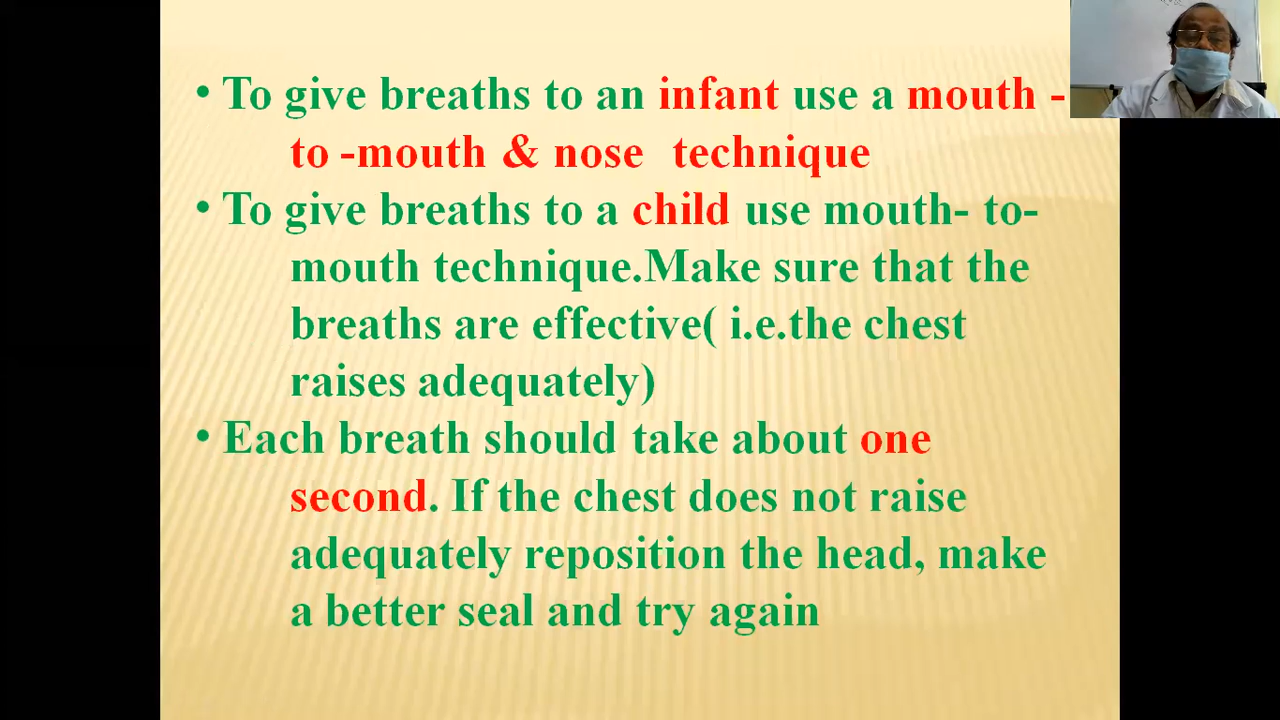 • To give breaths to an infant use a mouth -
to -mouth & nose technique
• To give breaths to a child use mouth- to-
mouth technique.Make sure that the
breaths are effective( i.e.the chest
raises adequately)
• Each breath should take about one
second. If the chest does not raise
adequately reposition the head, make
a better seal and try again